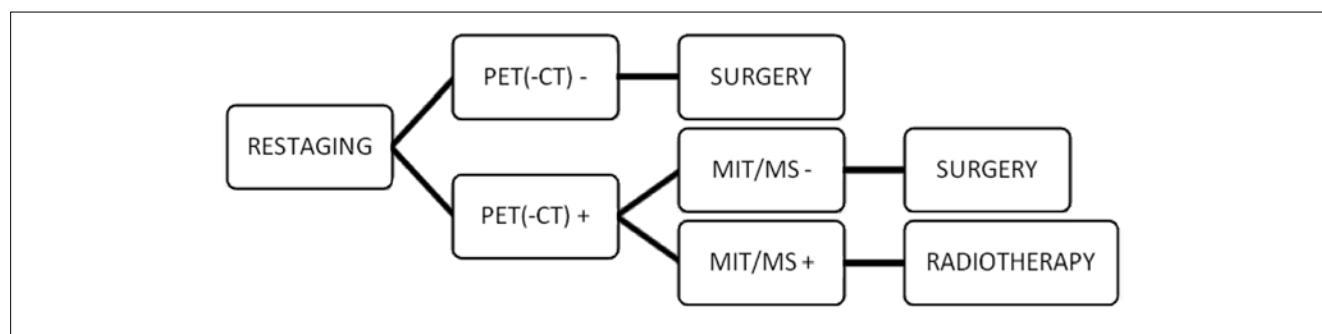 PET(-CT) -
SURGERY
RESTAGING
MIT/MS -
SURGERY
PET(-CT) +
MIT/MS +
RADIOTHERAPY